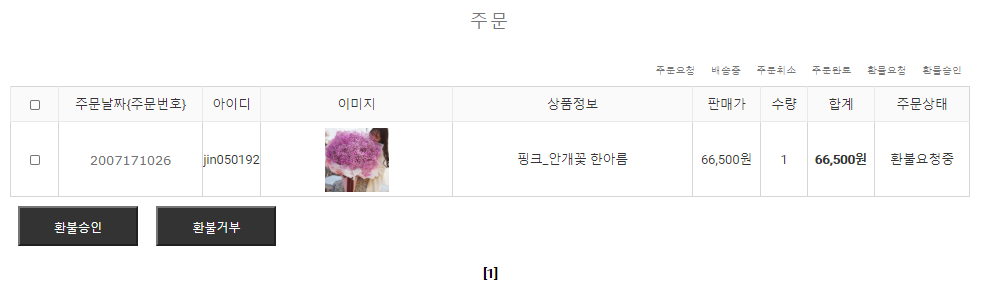 주문
주문요청 배송중 주문취소 주문완료 환불요청 환불승인
주문날짜{주문번호} 아이디 이미지 상품정보 판매가 수량 합계 주문상태
2007171026 jin050192 핑크_안개꽃 한아름 66,500원 1 66,500원 환불요청중
환불승인 환불거부
[1]